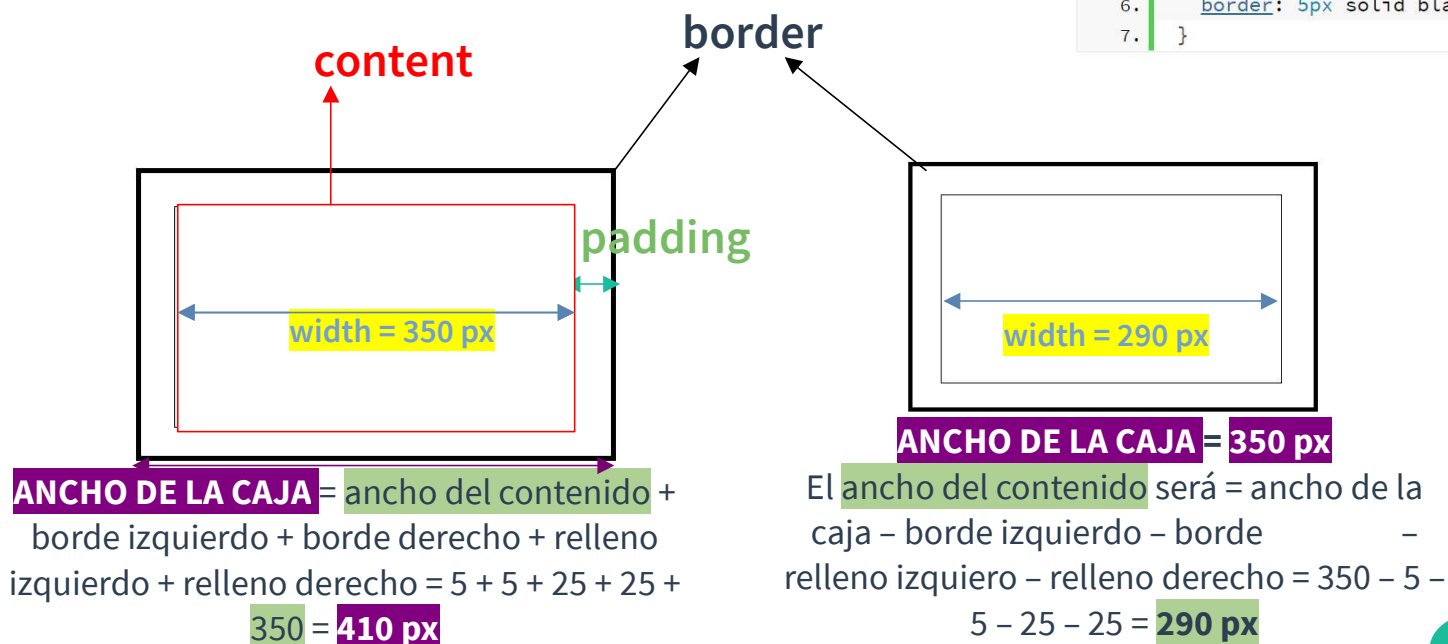 6. border: 5px solid
7. }
border
content
padding
width = 350 px
width = 290 px
ANCHO DE LA CAJA = ancho del contenido +
borde izquierdo + borde derecho + relleno
izquierdo + relleno derecho = 5 + 5 + 25 + 25 +
350 = 410 px
ANCHO DE LA CAJA = 350 px
El ancho del contenido será = ancho de la
caja – borde izquierdo – borde –
relleno izquiero – relleno derecho = 350 – 5 –
5 – 25 – 25 = 290 px